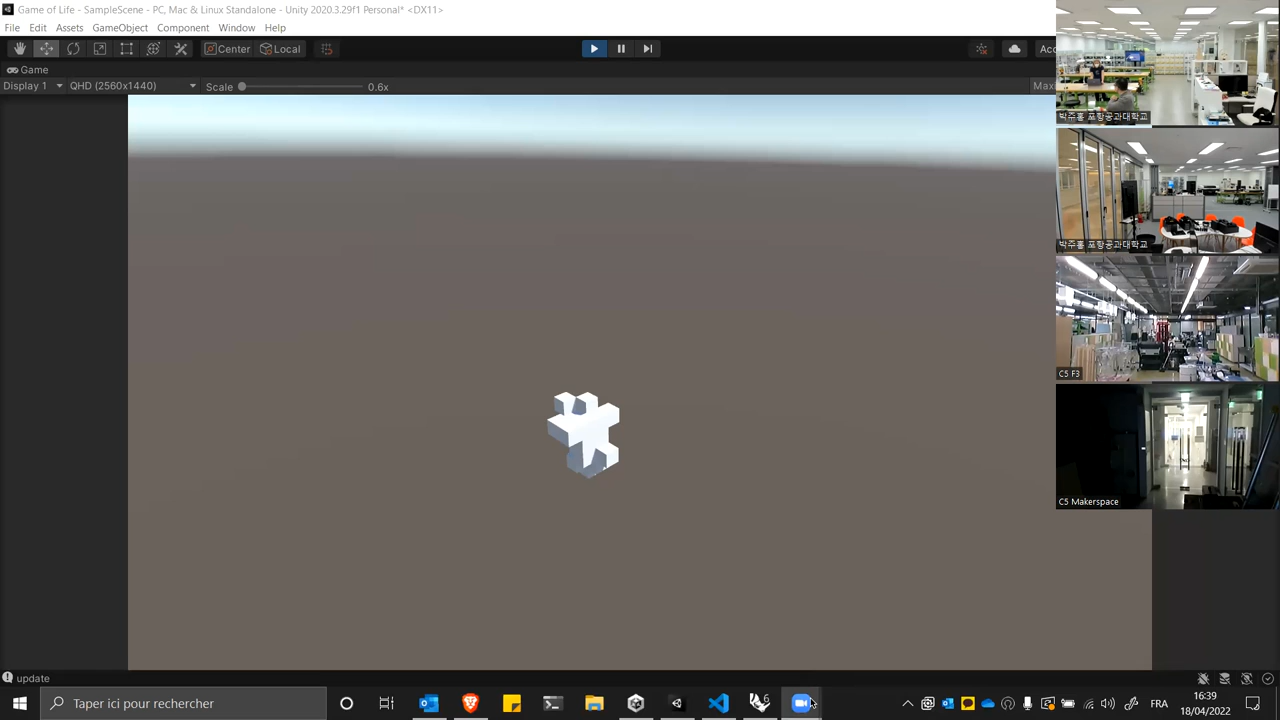 Game of Life - SampleScene - PC, Mac & Linux Standalone - Unity 2020.3.29f1 Personal* <DX11>
File Edit Assets GameObject Component Window Help
Center Local
Game
Display 1 QHD (2560x1440) Scale 0.6x
박주홍 포항공과대학교
박주홍 포항공과대학교
C5 F3
C5 Makerspace
update
Taper ici pour rechercher
FRA
16:39
18/04/2022